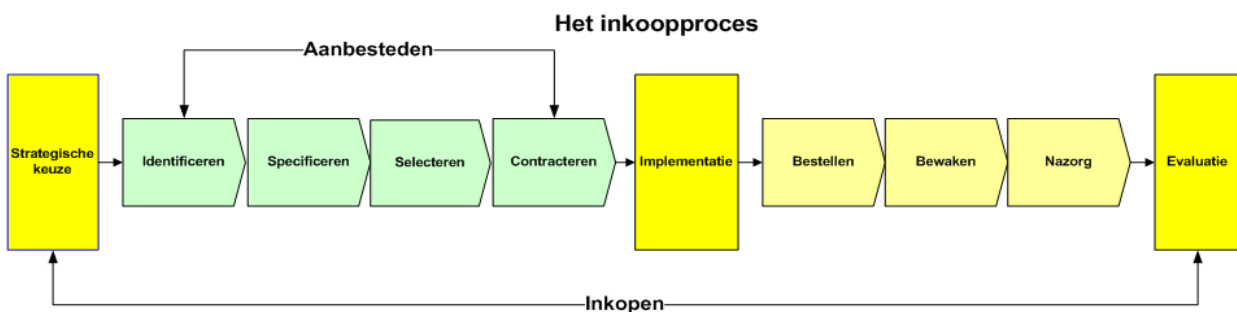 Het inkoopproces
Aanbesteden
Strategische
keuze
Identificeren
Specificeren
Selecteren
Contracteren
Implementatie
Bestellen
Bewaken
Nazorg
Evaluatie
Inkopen